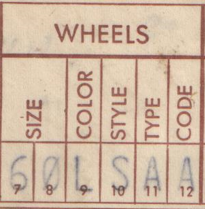 WHEELS
SIZE COLOR STYLE TYPE CODE
6 0 L S A A
7 8 9 10 11 12